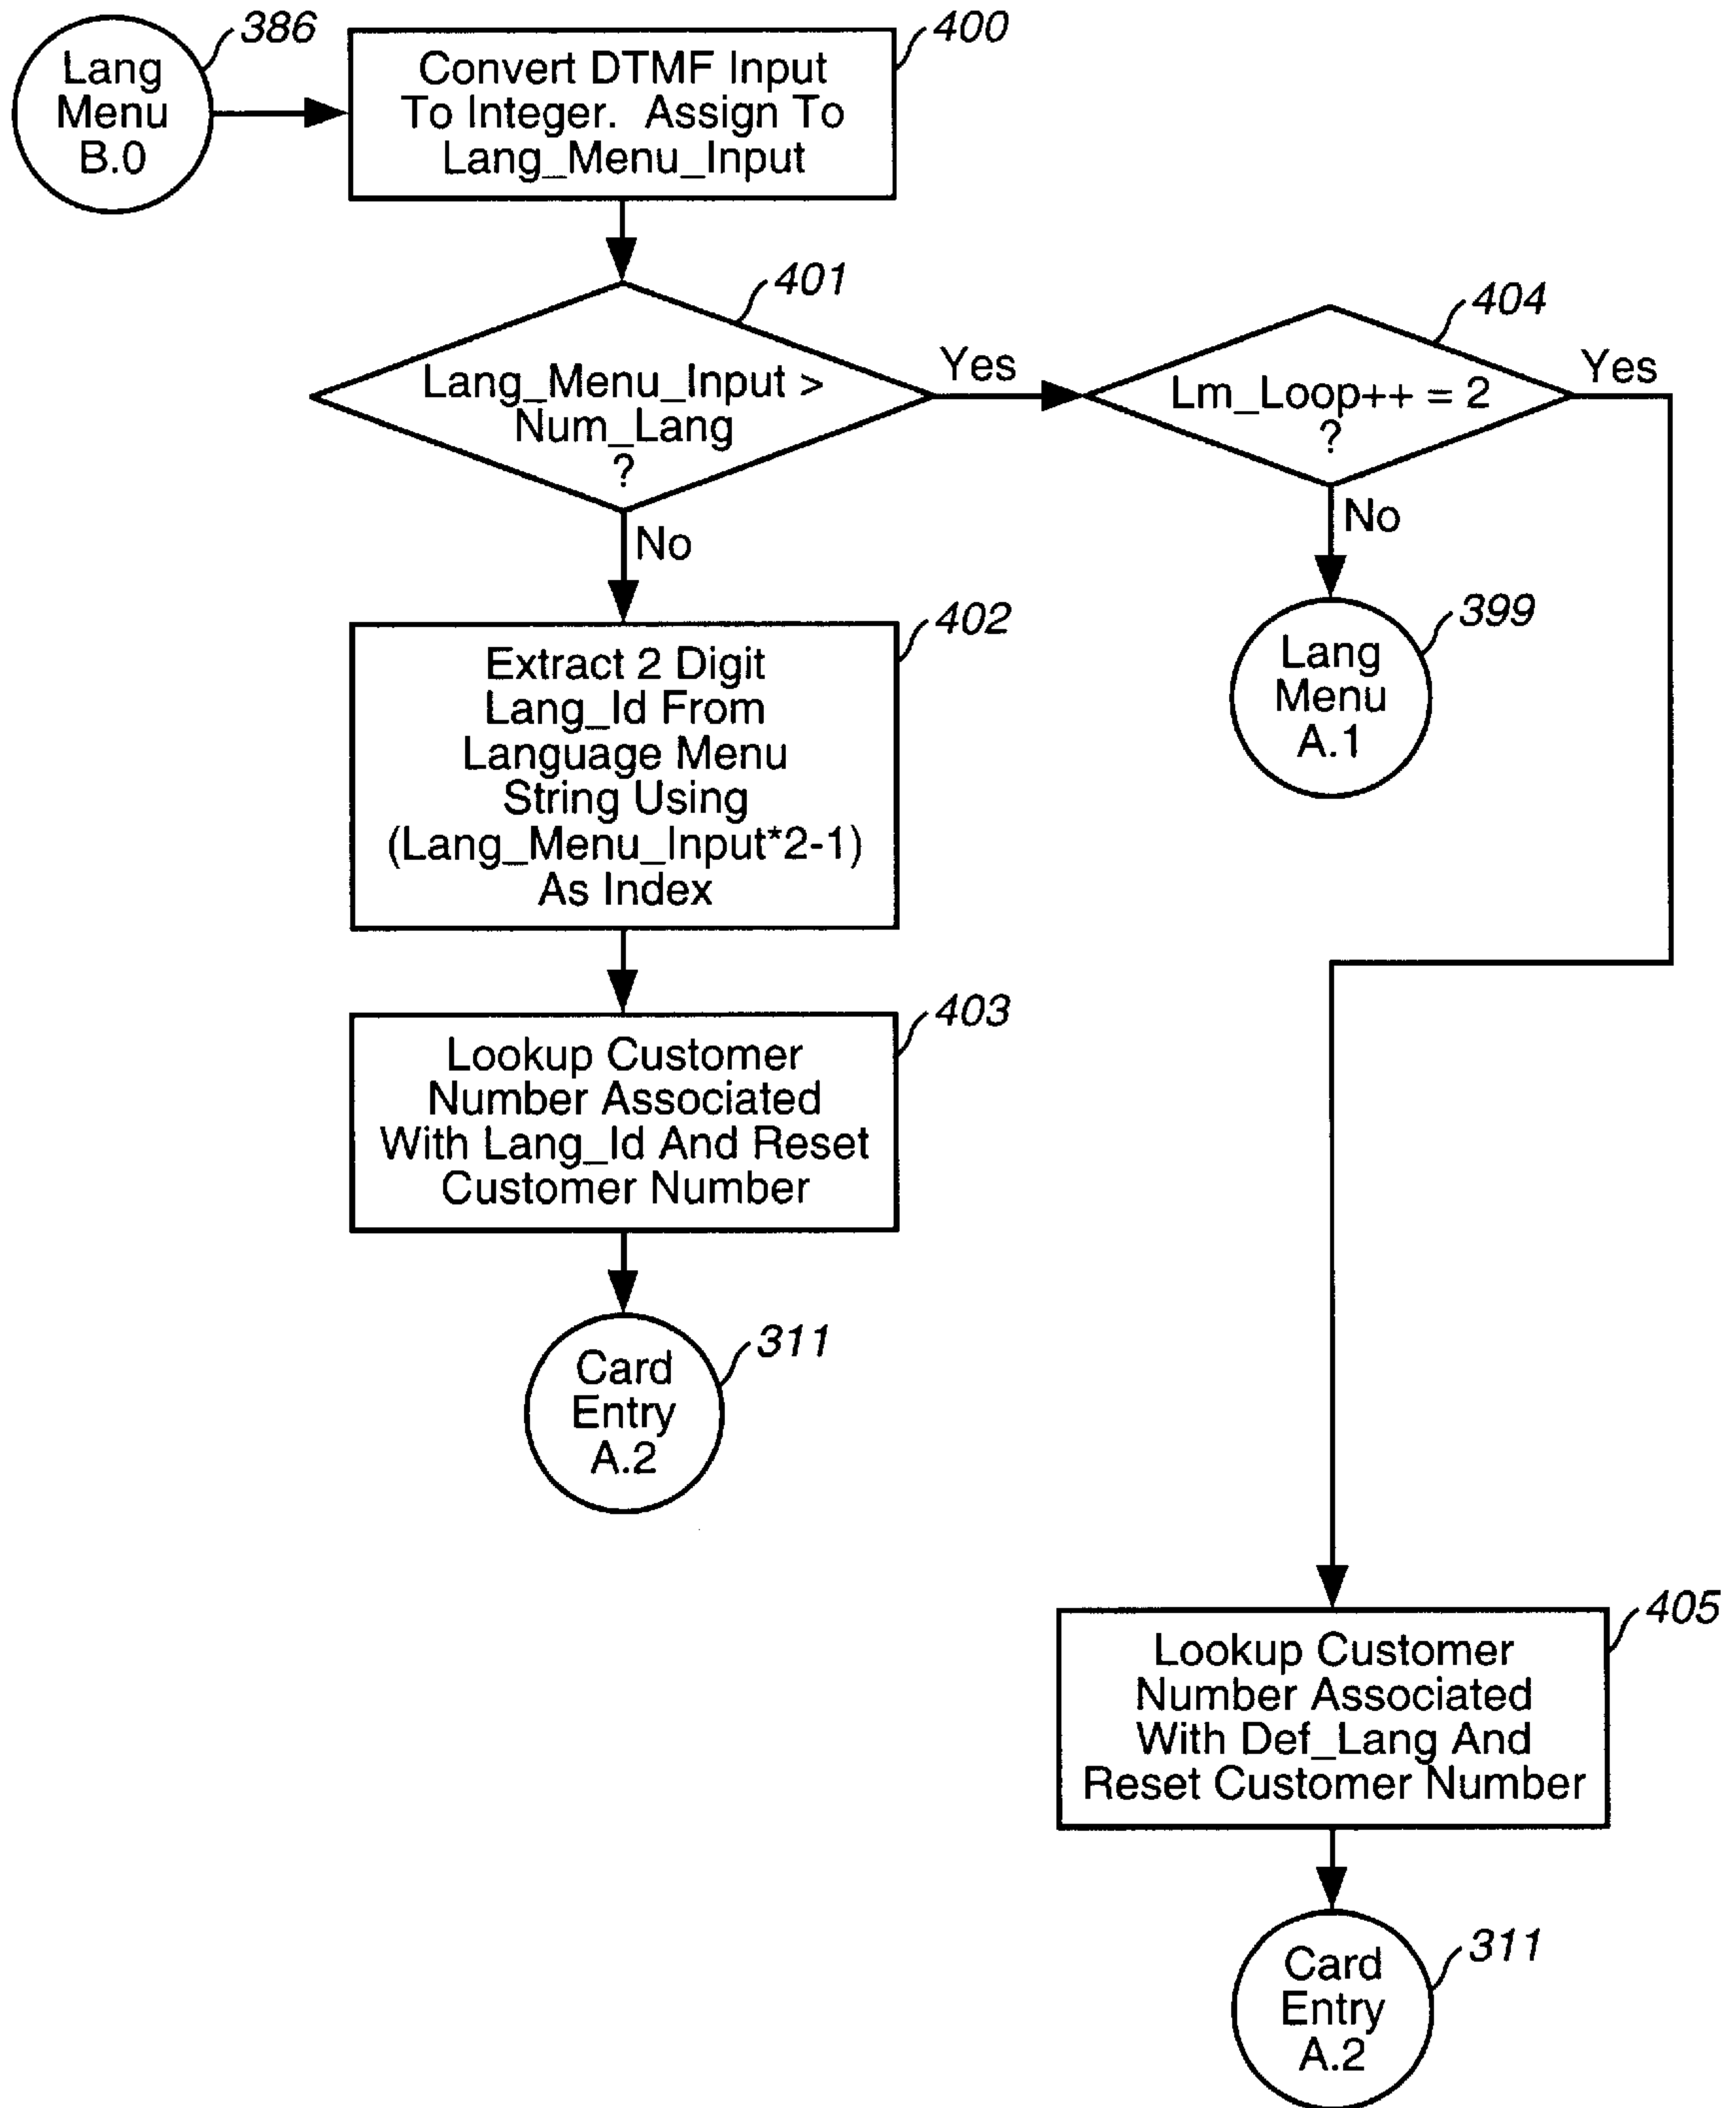 386
Lang
Menu
B.0
400
Convert DTMF Input
To Integer. Assign To
Lang_Menu_Input
401
Lang_Menu_Input >
Num_Lang
?
Yes
No
404
Lm_Loop++ = 2
?
Yes
No
399
Lang
Menu
A.1
402
Extract 2 Digit
Lang_Id From
Language Menu
String Using
(Lang_Menu_Input*2-1)
As Index
403
Lookup Customer
Number Associated
With Lang_Id And Reset
Customer Number
311
Card
Entry
A.2
405
Lookup Customer
Number Associated
With Def_Lang And
Reset Customer Number
311
Card
Entry
A.2